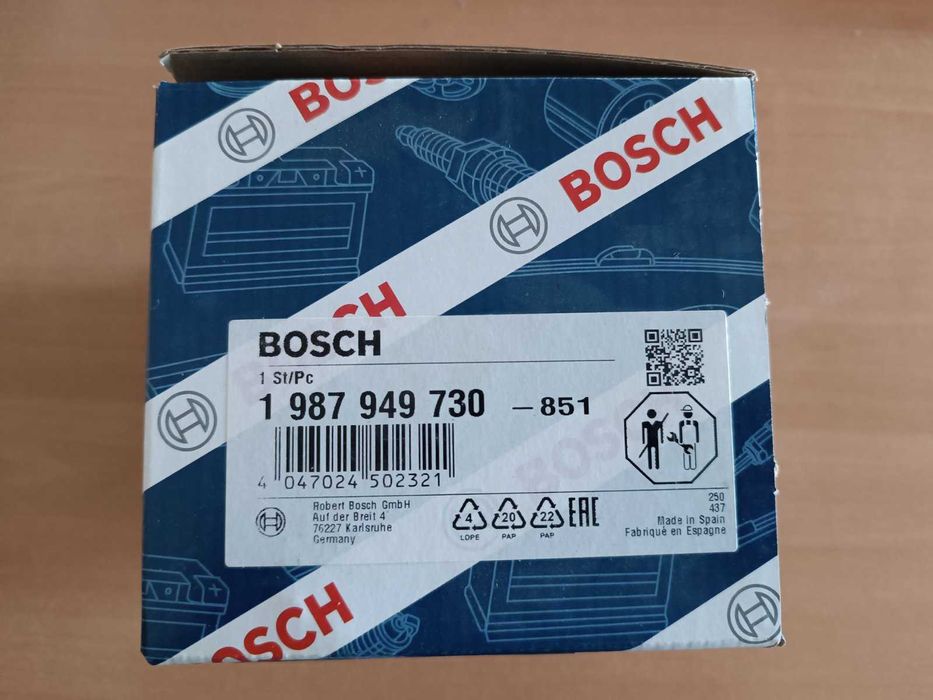 BOSCH
BOSCH
BOSCH
1 St/Pc
1 987 949 730 -851
4 047024 502321
Robert Bosch GmbH
Auf der Breit 4
76227 Karlsruhe
Germany
4
LDPE
20
PAP
22
PAP
EAC
250
437
Made in Spain
Fabriqué en Espagne
BOSCH